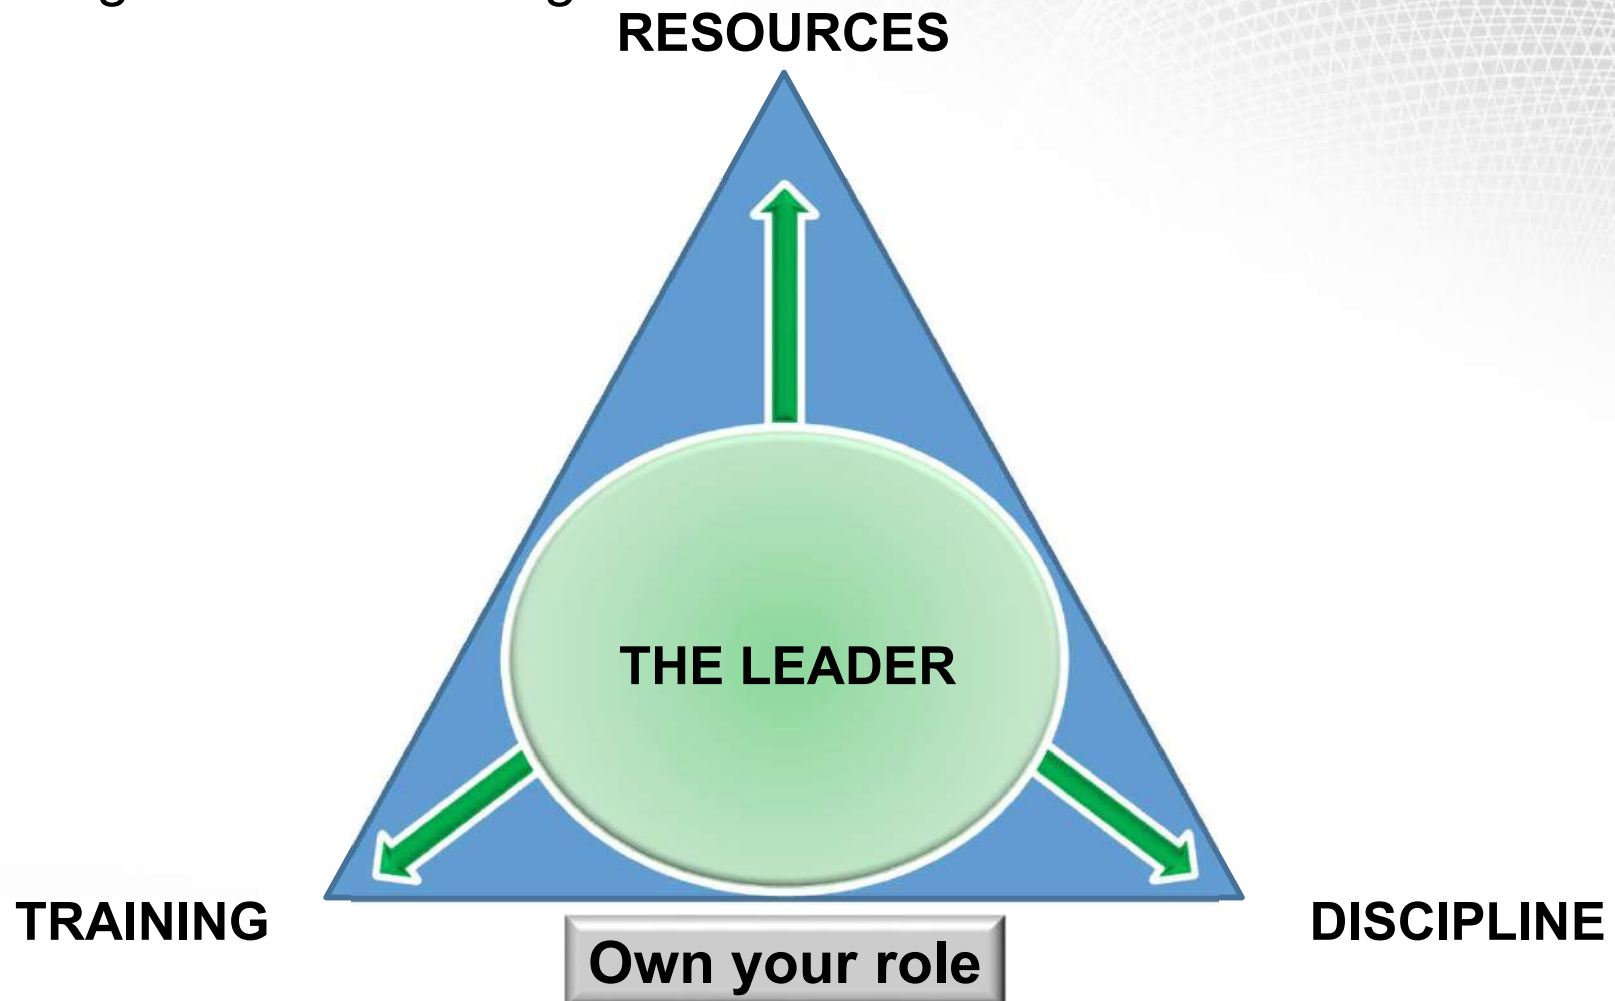 RESOURCES
THE LEADER
TRAINING
DISCIPLINE
Own your role